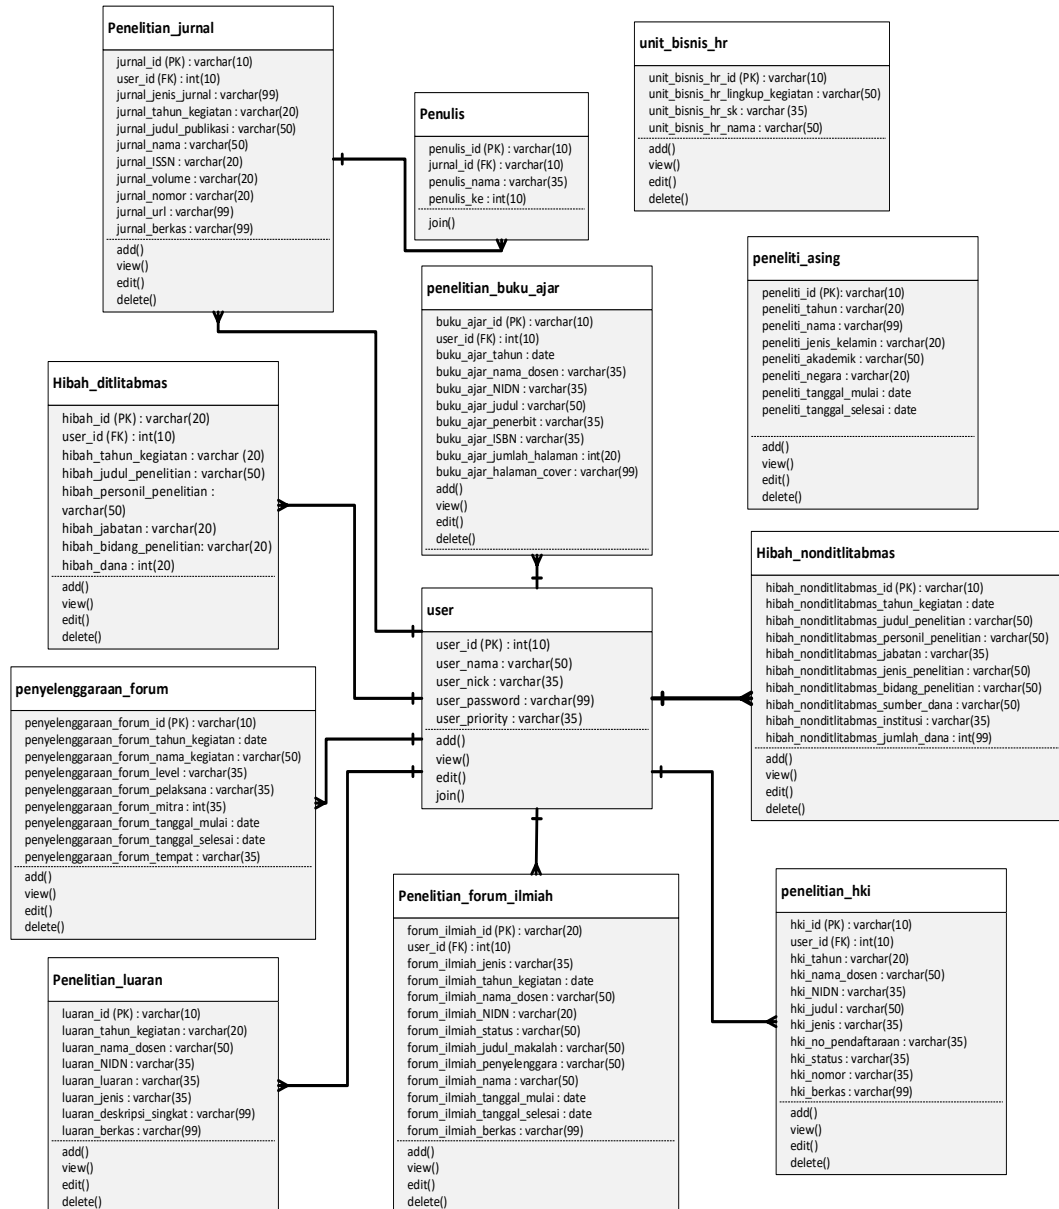 Penelitian_jurnal
jurnal_id (PK) : varchar(10)
user_id (FK) : int(10)
jurnal_jenis_jurnal : varchar(99)
jurnal_tahun_kegiatan : varchar(20)
jurnal_judul_publikasi : varchar(50)
jurnal_nama : varchar(50)
jurnal_ISSN : varchar(20)
jurnal_volume : varchar(20)
jurnal_nomor : varchar(20)
jurnal_url : varchar(99)
jurnal_berkas : varchar(99)
add()
view()
edit()
delete()
Penulis
penulis_id (PK) : varchar(10)
jurnal_id (FK) : varchar(10)
penulis_nama : varchar(35)
penulis_ke : int(10)
join()
unit_bisnis_hr
unit_bisnis_hr_id (PK) : varchar(10)
unit_bisnis_hr_lingkup_kegiatan : varchar(50)
unit_bisnis_hr_sk : varchar (35)
unit_bisnis_hr_nama : varchar(50)
add()
view()
edit()
delete()
peneliti_asing
peneliti_id (PK): varchar(10)
peneliti_tahun : varchar(20)
peneliti_nama : varchar(99)
peneliti_jenis_kelamin : varchar(20)
peneliti_akademik : varchar(50)
peneliti_negara : varchar(20)
peneliti_tanggal_mulai : date
peneliti_tanggal_selesai : date
add()
view()
edit()
delete()
penelitian_buku_ajar
buku_ajar_id (PK) : varchar(10)
user_id (FK) : int(10)
buku_ajar_tahun : date
buku_ajar_nama_dosen : varchar(35)
buku_ajar_NIDN : varchar(35)
buku_ajar_judul : varchar(50)
buku_ajar_penerbit : varchar(35)
buku_ajar_ISBN : varchar(35)
buku_ajar_jumlah_halaman : int(20)
buku_ajar_halaman_cover : varchar(99)
add()
view()
edit()
delete()
Hibah_ditlitabmas
hibah_id (PK) : varchar(20)
user_id (FK) : int(10)
hibah_tahun_kegiatan : varchar (20)
hibah_judul_penelitian : varchar(50)
hibah_personil_penelitian :
varchar(50)
hibah_jabatan : varchar(20)
hibah_bidang_penelitian: varchar(20)
hibah_dana : int(20)
add()
view()
edit()
delete()
Hibah_nonditlitabmas
hibah_nonditlitabmas_id (PK) : varchar(10)
hibah_nonditlitabmas_tahun_kegiatan : date
hibah_nonditlitabmas_judul_penelitian : varchar(50)
hibah_nonditlitabmas_personil_penelitian : varchar(50)
hibah_nonditlitabmas_jabatan : varchar(35)
hibah_nonditlitabmas_jenis_penelitian : varchar(50)
hibah_nonditlitabmas_bidang_penelitian : varchar(50)
hibah_nonditlitabmas_sumber_dana : varchar(50)
hibah_nonditlitabmas_institusi : varchar(35)
hibah_nonditlitabmas_jumlah_dana : int(99)
add()
view()
edit()
delete()
user
user_id (PK) : int(10)
user_nama : varchar(50)
user_nick : varchar(35)
user_password : varchar(99)
user_priority : varchar(35)
add()
view()
edit()
join()
penyelenggaraan_forum
penyelenggaraan_forum_id (PK) : varchar(10)
penyelenggaraan_forum_tahun_kegiatan : date
penyelenggaraan_forum_nama_kegiatan : varchar(50)
penyelenggaraan_forum_level : varchar(35)
penyelenggaraan_forum_pelaksana : varchar(35)
penyelenggaraan_forum_mitra : int(35)
penyelenggaraan_forum_tanggal_mulai : date
penyelenggaraan_forum_tanggal_selesai : date
penyelenggaraan_forum_tempat : varchar(35)
add()
view()
edit()
delete()
Penelitian_luaran
luaran_id (PK) : varchar(10)
luaran_tahun_kegiatan : varchar(20)
luaran_nama_dosen : varchar(50)
luaran_NIDN : varchar(35)
luaran_luaran : varchar(35)
luaran_jenis : varchar(35)
luaran_deskripsi_singkat : varchar(99)
luaran_berkas : varchar(99)
add()
view()
edit()
delete()
Penelitian_forum_ilmiah
forum_ilmiah_id (PK) : varchar(20)
user_id (FK) : int(10)
forum_ilmiah_jenis : varchar(35)
forum_ilmiah_tahun_kegiatan : date
forum_ilmiah_nama_dosen : varchar(50)
forum_ilmiah_NIDN : varchar(20)
forum_ilmiah_status : varchar(50)
forum_ilmiah_judul_makalah : varchar(50)
forum_ilmiah_penyelenggara : varchar(50)
forum_ilmiah_nama : varchar(50)
forum_ilmiah_tanggal_mulai : date
forum_ilmiah_tanggal_selesai : date
forum_ilmiah_berkas : varchar(99)
add()
view()
edit()
delete()
penelitian_hki
hki_id (PK) : varchar(10)
user_id (FK) : int(10)
hki_tahun : varchar(20)
hki_nama_dosen : varchar(50)
hki_NIDN : varchar(35)
hki_judul : varchar(50)
hki_jenis : varchar(35)
hki_no_pendaftaraan : varchar(35)
hki_status : varchar(35)
hki_nomor : varchar(35)
hki_berkas : varchar(99)
add()
view()
edit()
delete()